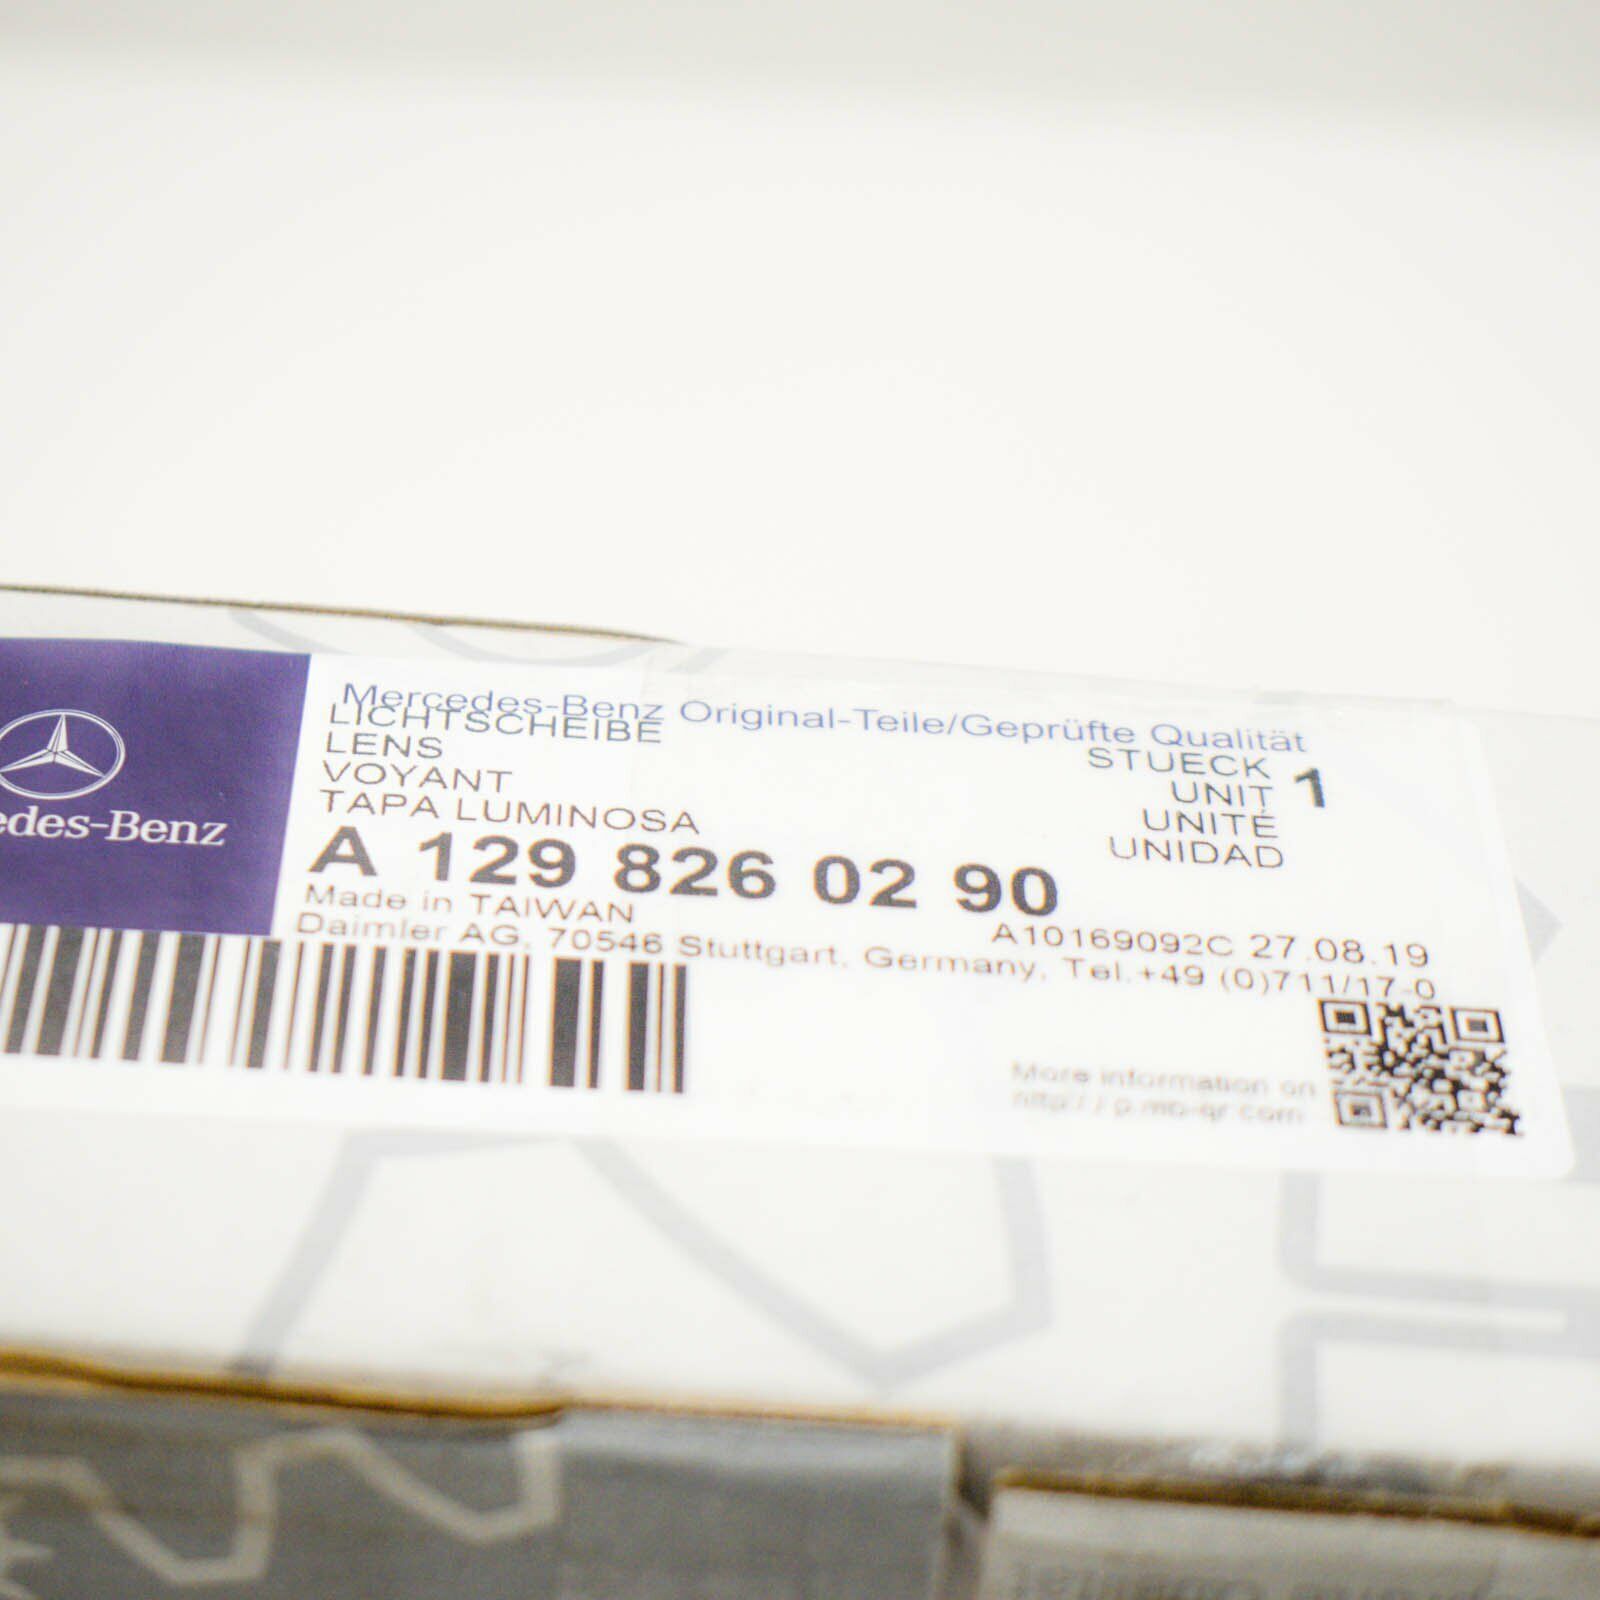 edes-Benz
Mercedes-Benz Original-Teile/Geprüfte Qualität
LICHTSCHEIBE
LENS
VOYANT
TAPA LUMINOSA
STUECK 1
UNIT
UNITÉ
UNIDAD
A 129 826 02 90
Made in TAIWAN
A10169092C 27.08.19
Daimler AG, 70546 Stuttgart, Germany, Tel.+49 (0)711/17-0
More information on
http://p.mb-qr.com